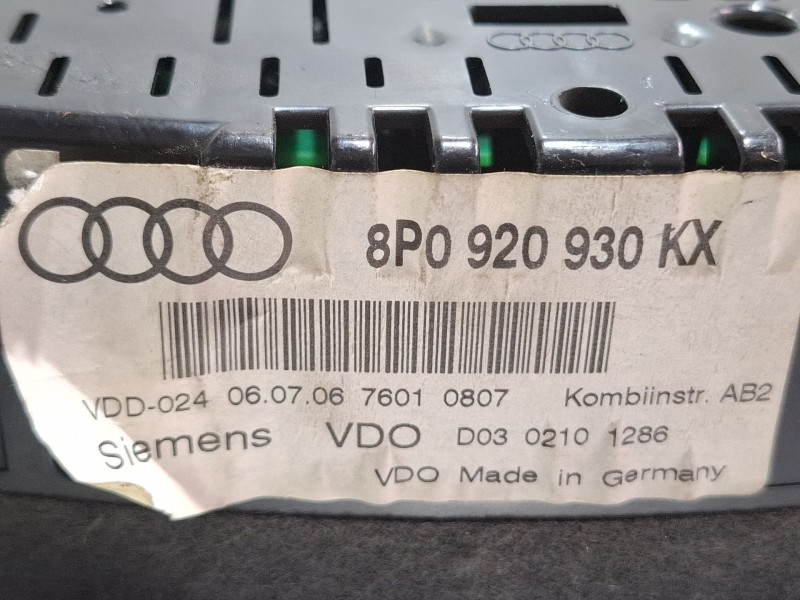 8P0 920 930 KX
VDD-024 06.07.06 7601 0807 Kombiinstr. AB2
Siemens VDO D03 0210 1286
VDO Made in Germany